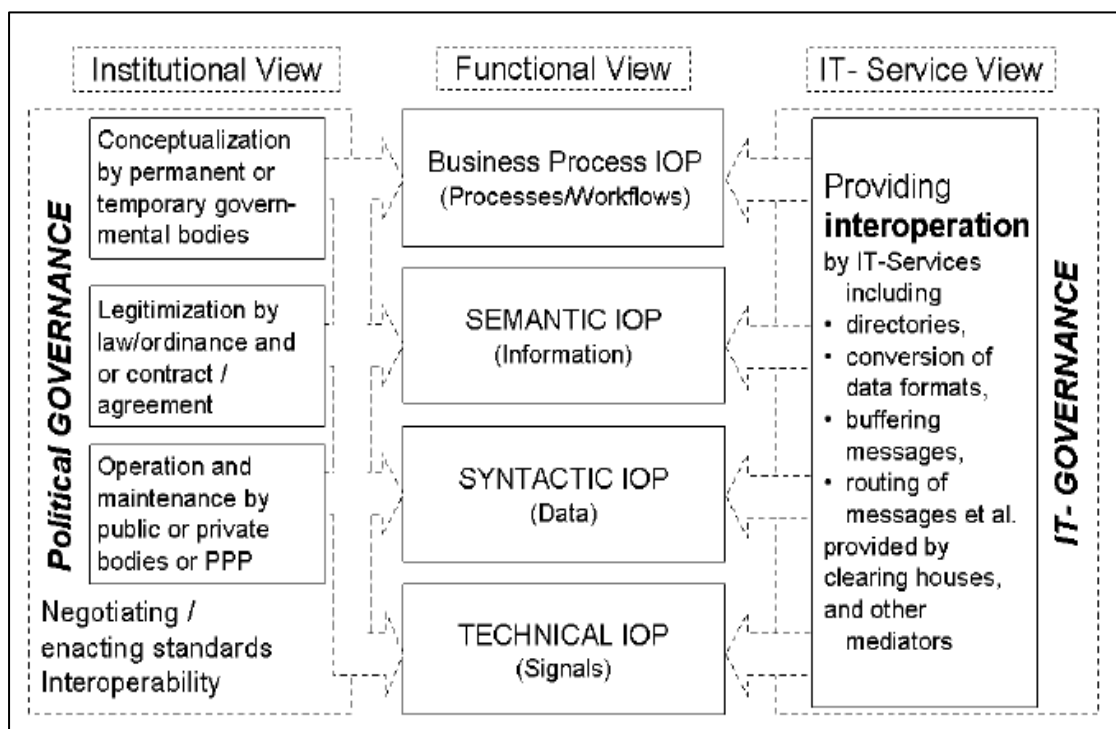 Institutional View
Functional View
IT- Service View
Political GOVERNANCE
Conceptualization
by permanent or
temporary govern-
mental bodies
Legitimization by
law/ordinance and
or contract /
agreement
Operation and
maintenance by
public or private
bodies or PPP
Negotiating /
enacting standards
Interoperability
Business Process IOP
(Processes/Workflows)
SEMANTIC IOP
(Information)
SYNTACTIC IOP
(Data)
TECHNICAL IOP
(Signals)
Providing
interoperation
by IT-Services
including
• directories,
• conversion of
data formats,
• buffering
messages,
• routing of
messages et al.
provided by
clearing houses,
and other
mediators
IT- GOVERNANCE